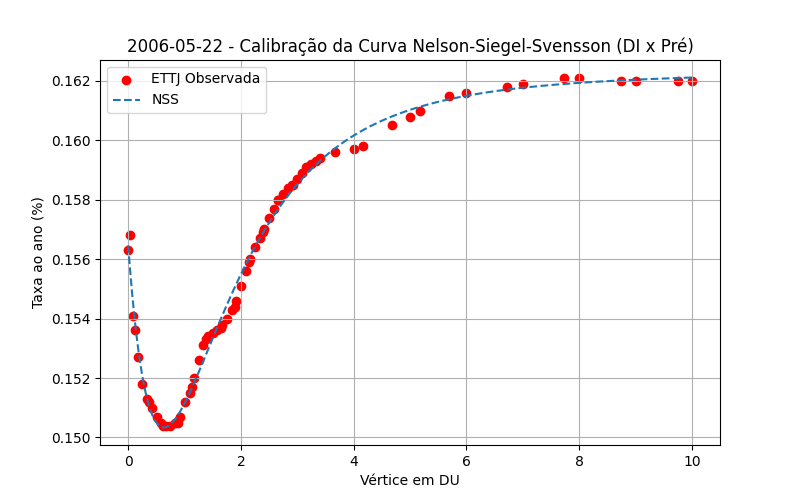 2006-05-22 - Calibração da Curva Nelson-Siegel-Svensson (DI x Pré)
ETTJ Observada
NSS
Taxa ao ano (%)
0.162
0.160
0.158
0.156
0.154
0.152
0.150
0 2 4 6 8 10
Vértice em DU